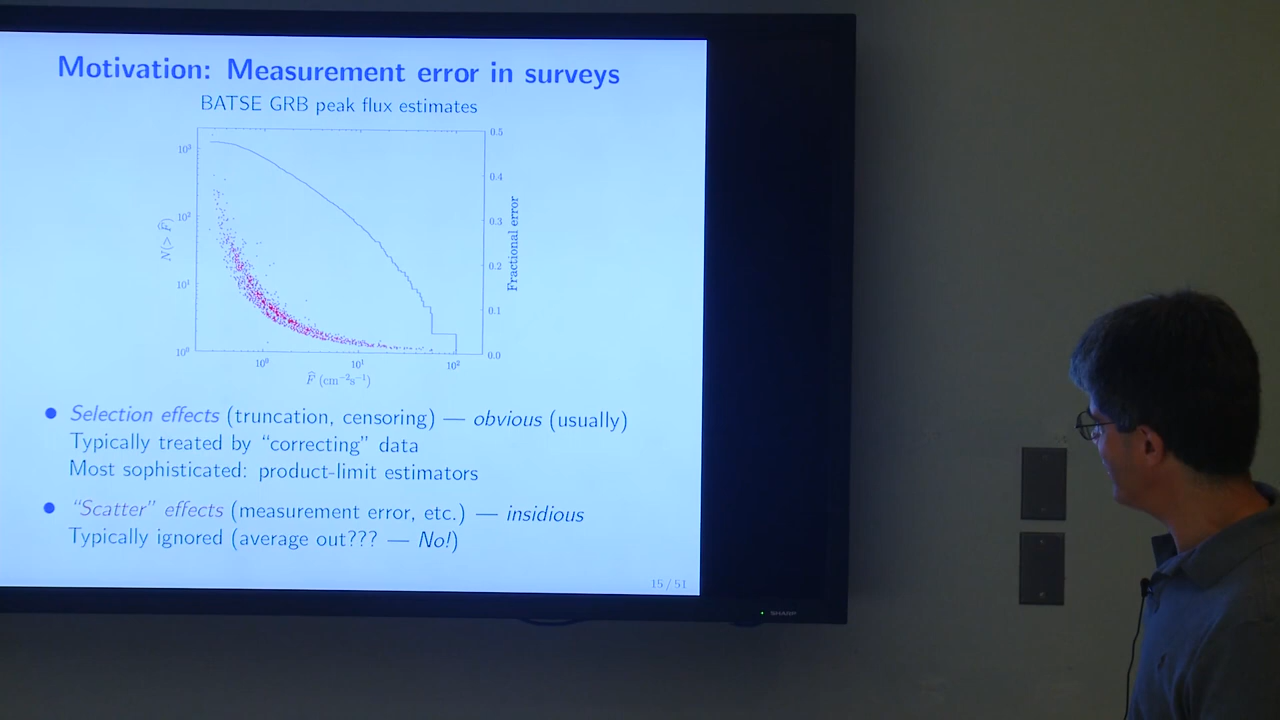 Motivation: Measurement error in surveys
BATSE GRB peak flux estimates
10³
10²
10¹
10⁰
N(> F̂)
0.5
0.4
0.3
0.2
0.1
0.0
Fractional error
10⁰ 10¹ 10²
F̂ (cm⁻²s⁻¹)
• Selection effects (truncation, censoring) — obvious (usually)
Typically treated by “correcting” data
Most sophisticated: product-limit estimators
• “Scatter” effects (measurement error, etc.) — insidious
Typically ignored (average out??? — No!)
15 / 51
SHARP